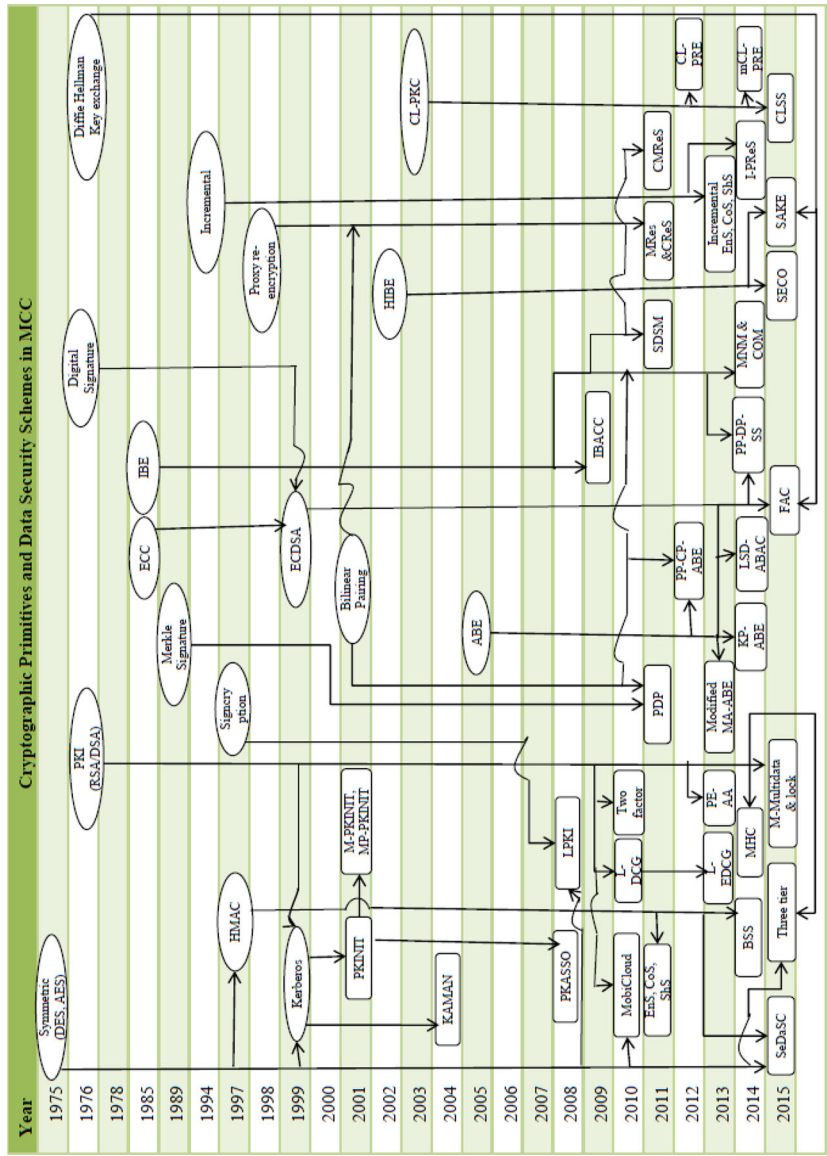 Year
Cryptographic Primitives and Data Security Schemes in MCC
1975
Symmetric
(DES, AES)
1976
PKI
(RSA/DSA)
Digital
Signature
Diffie Hellman
Key exchange
1978
1985
ECC
IBE
1989
Merkle
Signature
1994
Incremental
1997
HMAC
Signcry
ption
1998
Proxy re-
encryption
1999
Kerberos
ECDSA
2000
2001
PKINIT
M-PKINIT,
MP-PKINIT
Bilinear
Pairing
2002
HIBE
2003
CL-PKC
2004
KAMAN
2005
ABE
2006
2007
2008
PKASSO
LPKI
2009
IBACC
2010
MobiCloud
L-
DCG
Two
factor
2011
EnS, CoS,
ShS
PDP
SDSM
MRes
&CReS
CMReS
2012
PP-CP-
ABE
CL-
PRE
2013
L-
EDCG
PE-
AA
Modified
MA-ABE
Incremental
EnS, CoS, ShS
2014
BSS
MHC
KP-
ABE
LSD-
ABAC
PP-DP-
SS
MNM &
COM
I-PReS
mCL-
PRE
2015
SeDaSC
Three tier
M-Multidata
& lock
FAC
SECO
SAKE
CLSS